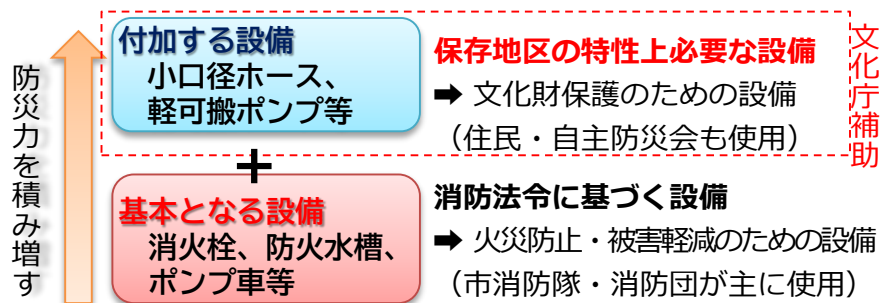 防災力を積み増す
付加する設備
小口径ホース、
軽可搬ポンプ等
保存地区の特性上必要な設備
➡ 文化財保護のための設備
（住民・自主防災会も使用）
文化庁補助
＋
基本となる設備
消火栓、防火水槽、
ポンプ車等
消防法令に基づく設備
➡ 火災防止・被害軽減のための設備
（市消防隊・消防団が主に使用）